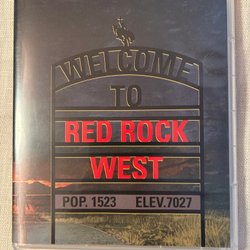 WELCOME
TO
RED ROCK
WEST
POP. 1523 ELEV.7027